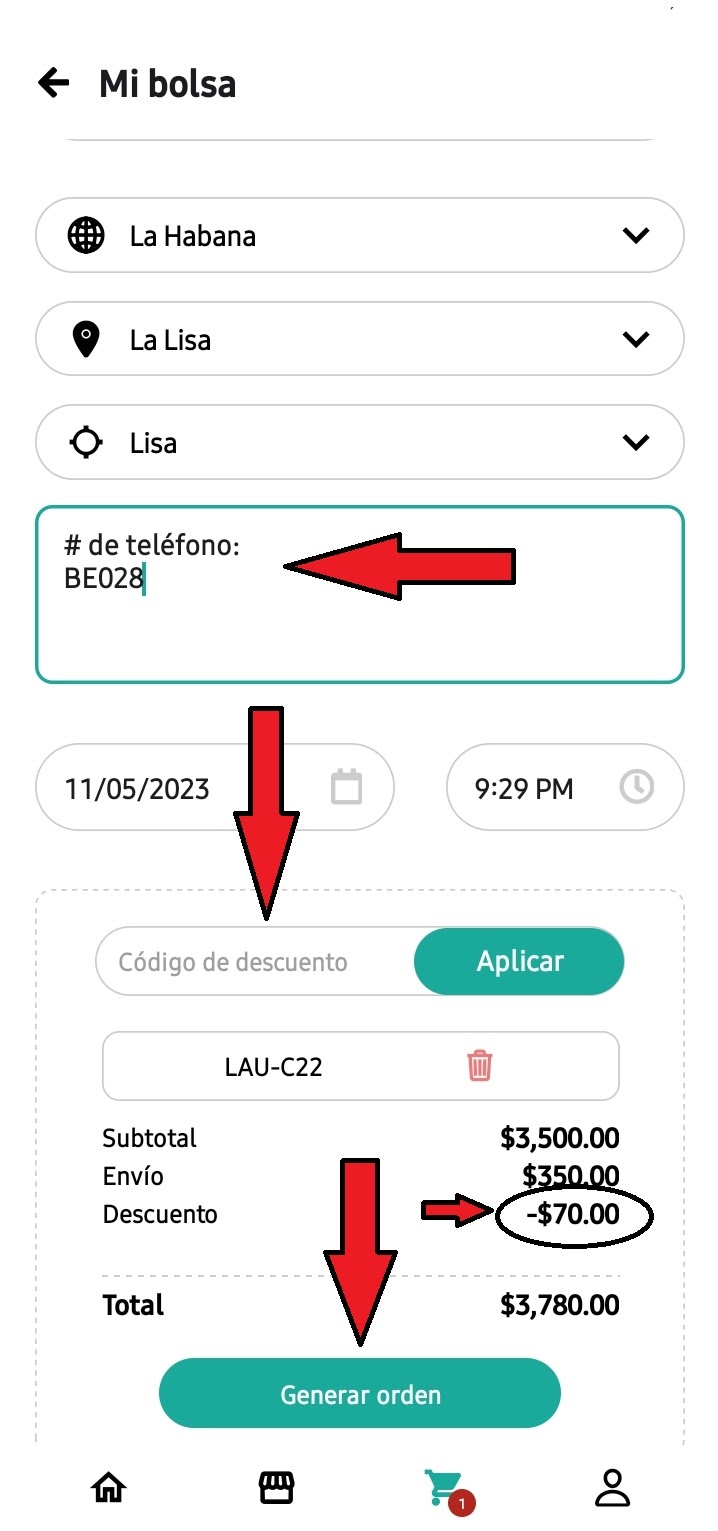 Mi bolsa
La Habana
La Lisa
Lisa
# de teléfono:
BE028
11/05/2023 9:29 PM
Código de descuento Aplicar
LAU-C22
Subtotal $3,500.00
Envío $350.00
Descuento -$70.00
Total $3,780.00
Generar orden
1